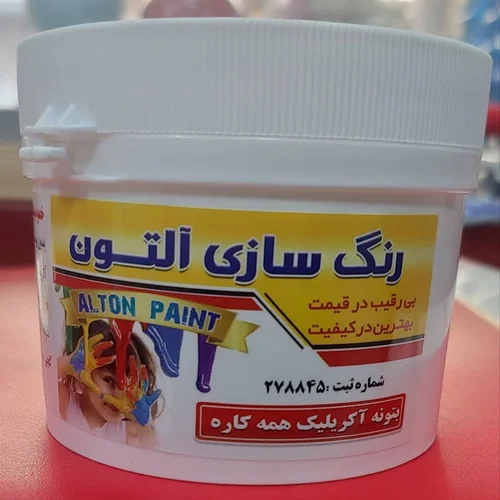 رنگ سازی آلتون
بی رقیب در قیمت
بهترین در کیفیت
ALTON PAINT
شماره ثبت : ۲۷۸۸۴۵
بتونه آکریلیک همه کاره